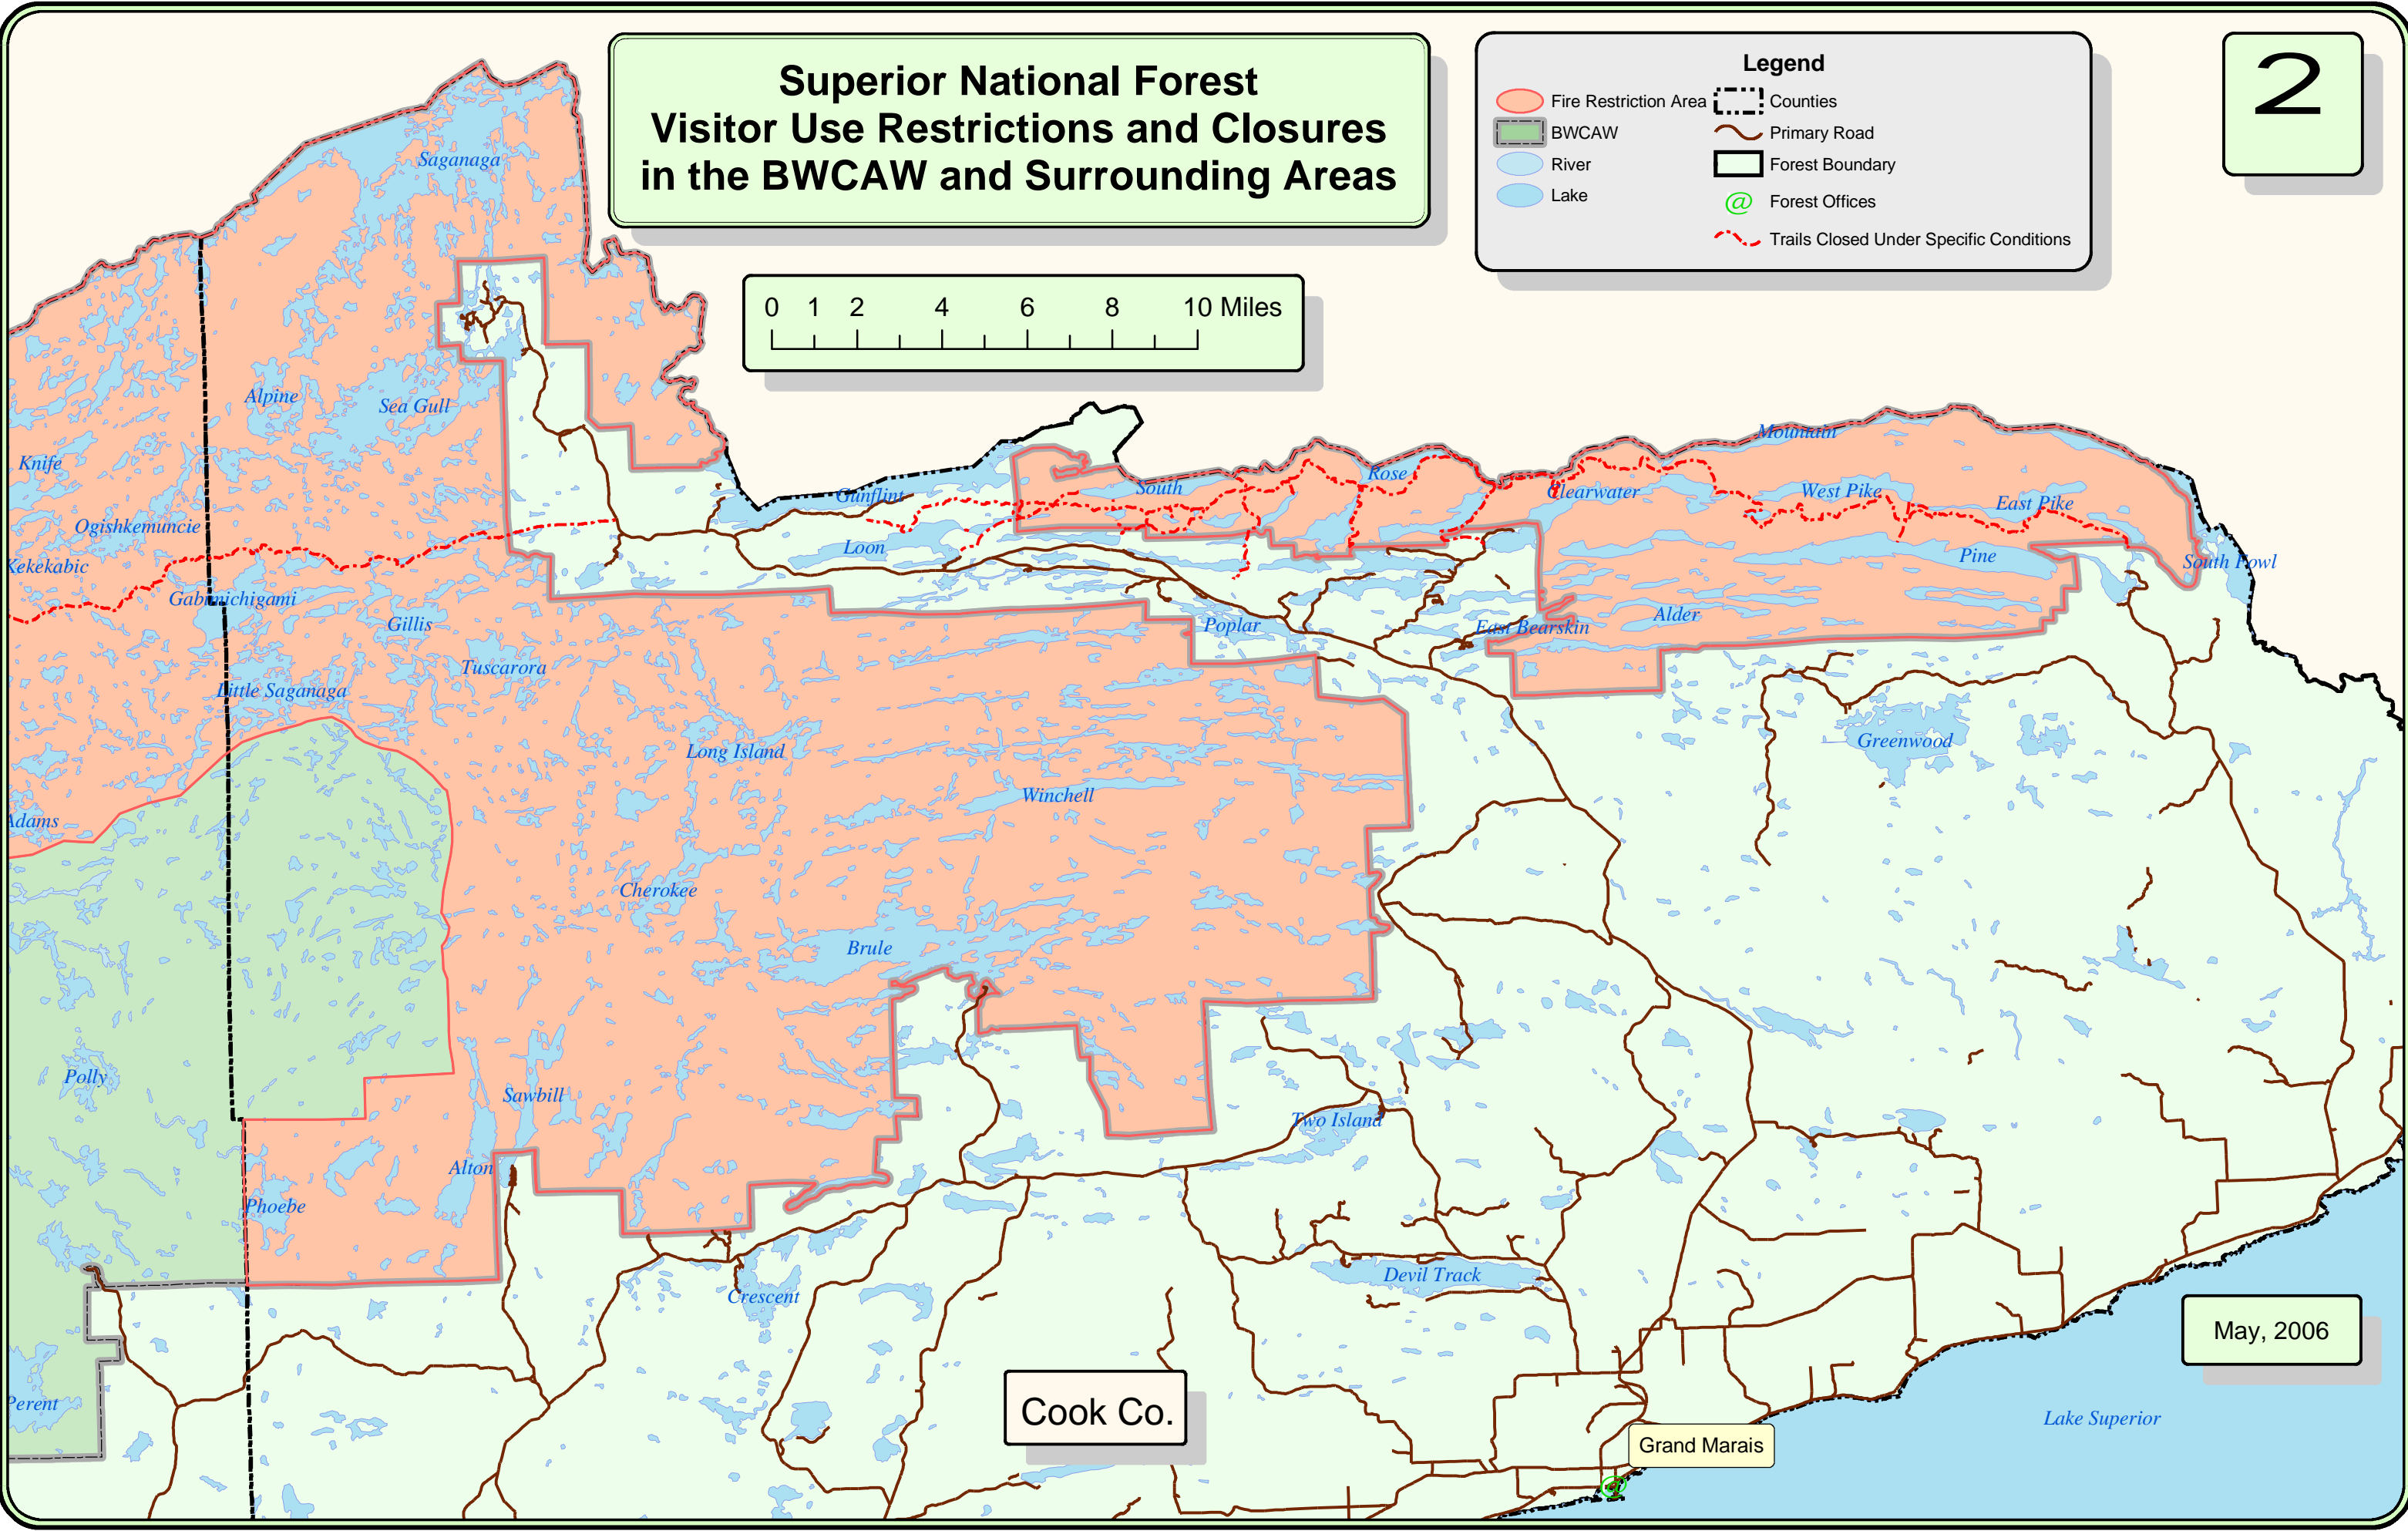 Superior National Forest
Visitor Use Restrictions and Closures
in the BWCAW and Surrounding Areas
Legend
Fire Restriction Area
BWCAW
River
Lake
Counties
Primary Road
Forest Boundary
@ Forest Offices
Trails Closed Under Specific Conditions
2
0 1 2 4 6 8 10 Miles
Saganaga
Alpine
Sea Gull
Knife
Ogishkemuncie
Kekekabic
Gabimichigami
Gillis
Tuscarora
Little Saganaga
Gunflint
Loon
South
Rose
Clearwater
Mountain
West Pike
East Pike
Pine
South Fowl
Alder
East Bearskin
Poplar
Greenwood
Long Island
Winchell
Adams
Cherokee
Brule
Polly
Sawbill
Alton
Phoebe
Two Island
Devil Track
Crescent
Perent
Cook Co.
May, 2006
Lake Superior
Grand Marais
@